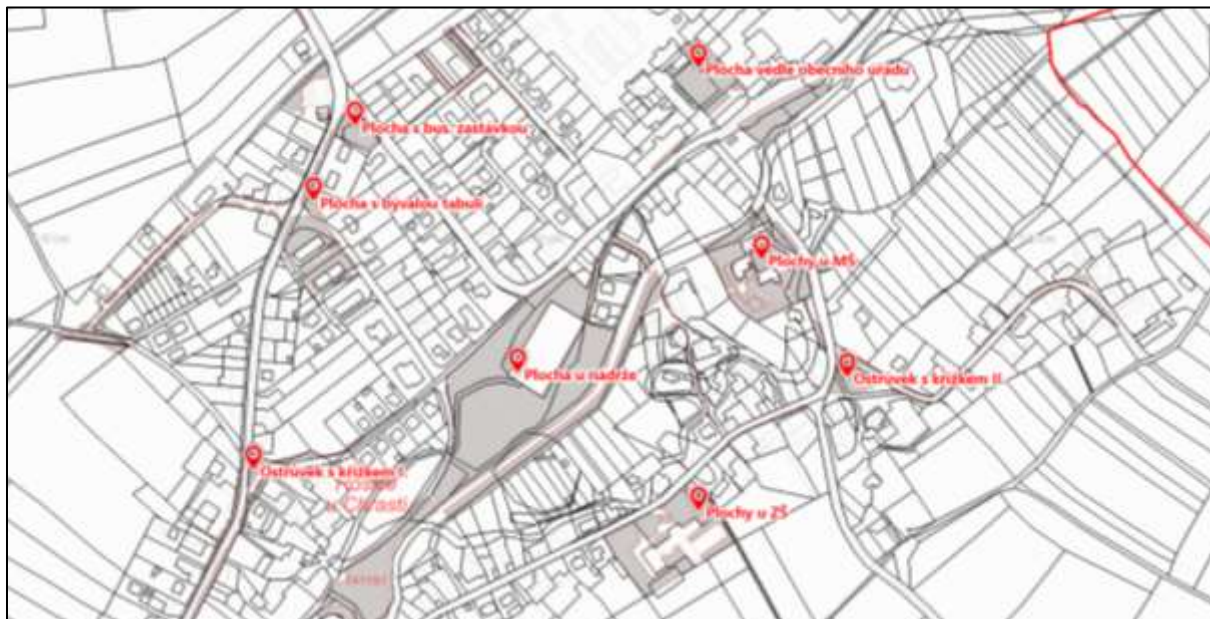 Plocha vedle obecního úřadu
Plocha s bus. zastávkou
Plocha s bývalou tabulí
Plochy u MŠ
Plocha u nádrže
Ostrůvek s křížkem II.
Ostrůvek s křížkem I.
u Chrasti
Plochy u ZŠ